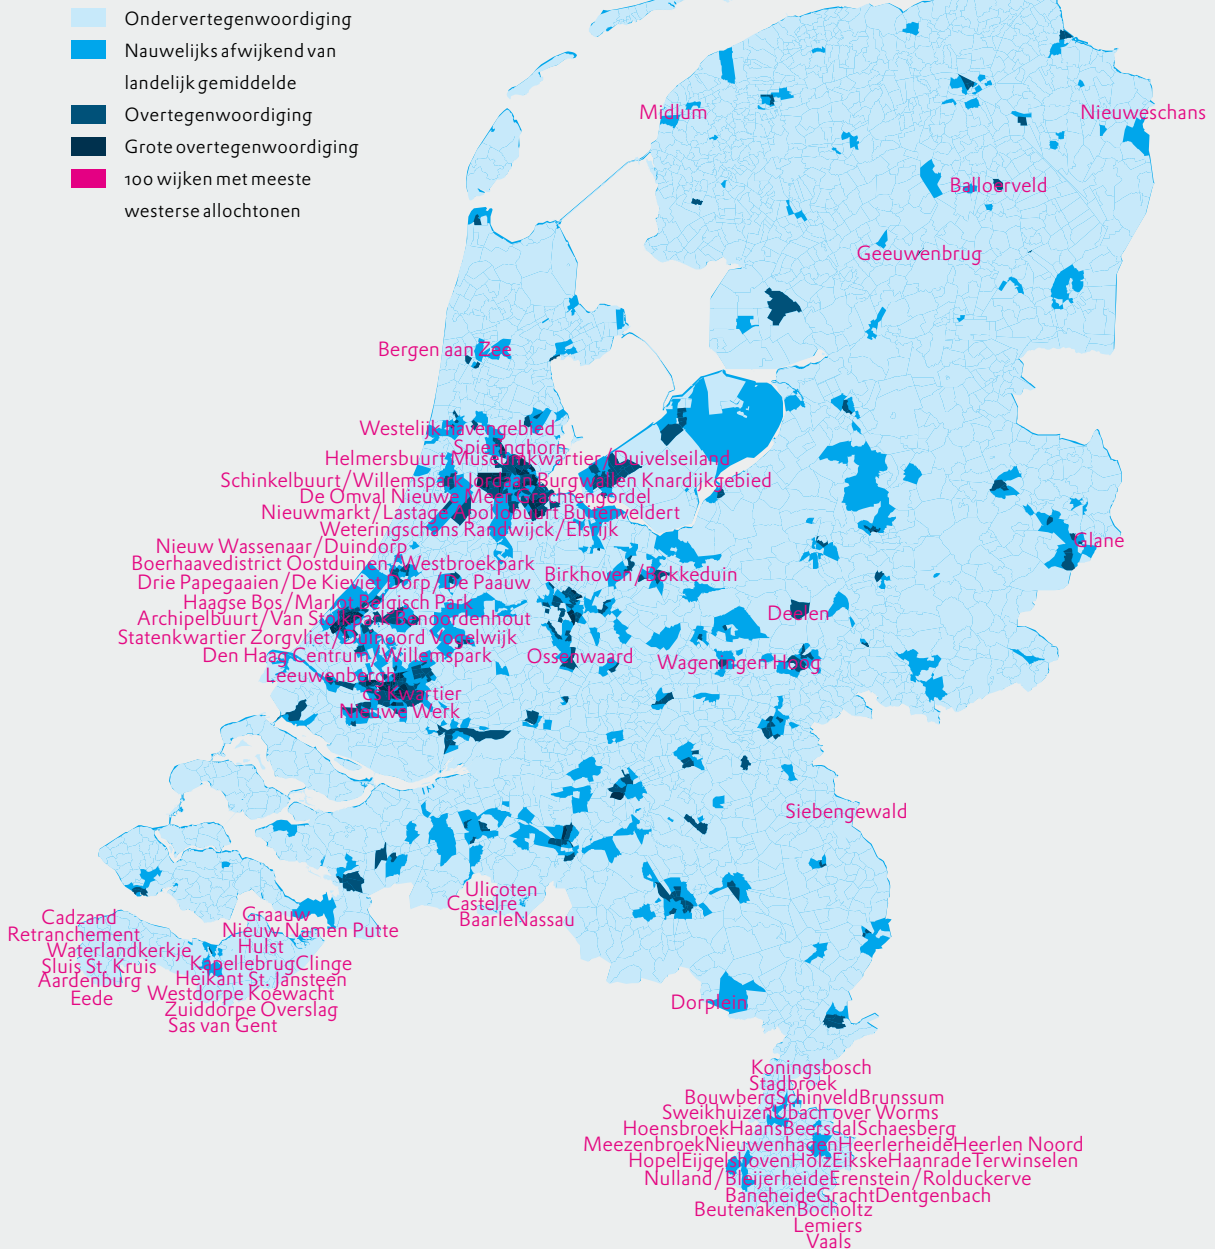 Ondervertegenwoordiging
Nauwelijks afwijkend van
landelijk gemiddelde
Overtegenwoordiging
Grote overtegenwoordiging
100 wijken met meeste
westerse allochtonen
Midlum
Nieuweschans
Balloerveld
Geeuwenbrug
Bergen aan Zee
Westelijk havengebied
Spieringhorn
Helmersbuurt Museumkwartier/Duivelseiland
Schinkelbuurt/Willemspark Jordaan Burgwallen Knardijkgebied
De Omval Nieuwe Meer Grachtengordel
Nieuwmarkt/Lastage Apollobuurt Buitenveldert
Weteringschans Randwijck/Elsrijk
Nieuw Wassenaar/Duindorp
Glane
Boerhaavedistrict Oostduinen/Westbroekpark
Birkhoven/Bokkeduin
Drie Papegaaien/De Kieviet Dorp/De Paauw
Haagse Bos/Marlot Belgisch Park
Deelen
Archipelbuurt/Van Stolkpark Benoordenhout
Statenkwartier Zorgvliet/Duinoord Vogelwijk
Den Haag Centrum/Willemspark
Ossenwaard
Wageningen Hoog
Leeuwenbergh
cs Kwartier
Nieuwe Werk
Siebengewald
Ulicoten
Castelre
BaarleNassau
Cadzand
Graauw
Retranchement
Nieuw Namen Putte
Waterlandkerkje
Hulst
Sluis St. Kruis
KapellebrugClinge
Aardenburg
Heikant St. Jansteen
Eede
Westdorpe Koewacht
Zuiddorpe Overslag
Sas van Gent
Dorplein
Koningsbosch
Stadbroek
BouwbergSchinveldBrunssum
SweikhuizenUbach over Worms
HoensbroekHaansBeersdalSchaesberg
MeezenbroekNieuwenhagenHeerlerheideHeerlen Noord
HopelEijgelshovenHolzEikskeHaanradeTerwinselen
Nulland/BleijerheideErenstein/Rolduckerve
BaneheideGrachtDentgenbach
BeutenakenBocholtz
Lemiers
Vaals